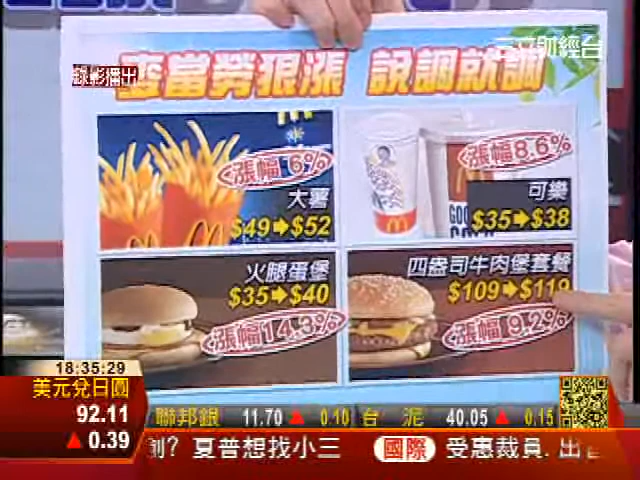 三立財經台
錄影播出
麥當勞狠漲 說調就調
漲幅 6%
大薯
$49➡$52
漲幅8.6%
可樂
$35➡$38
火腿蛋堡
$35➡$40
漲幅14.3%
四盎司牛肉堡套餐
$109➡$119
漲幅 9.2%
18:35:29
美元兌日圓
92.11
▲0.39
聯邦銀 11.70 ▲ 0.10 台 泥 40.05 ▲ 0.15
? 夏普想找小三 國際 受惠裁員. 出